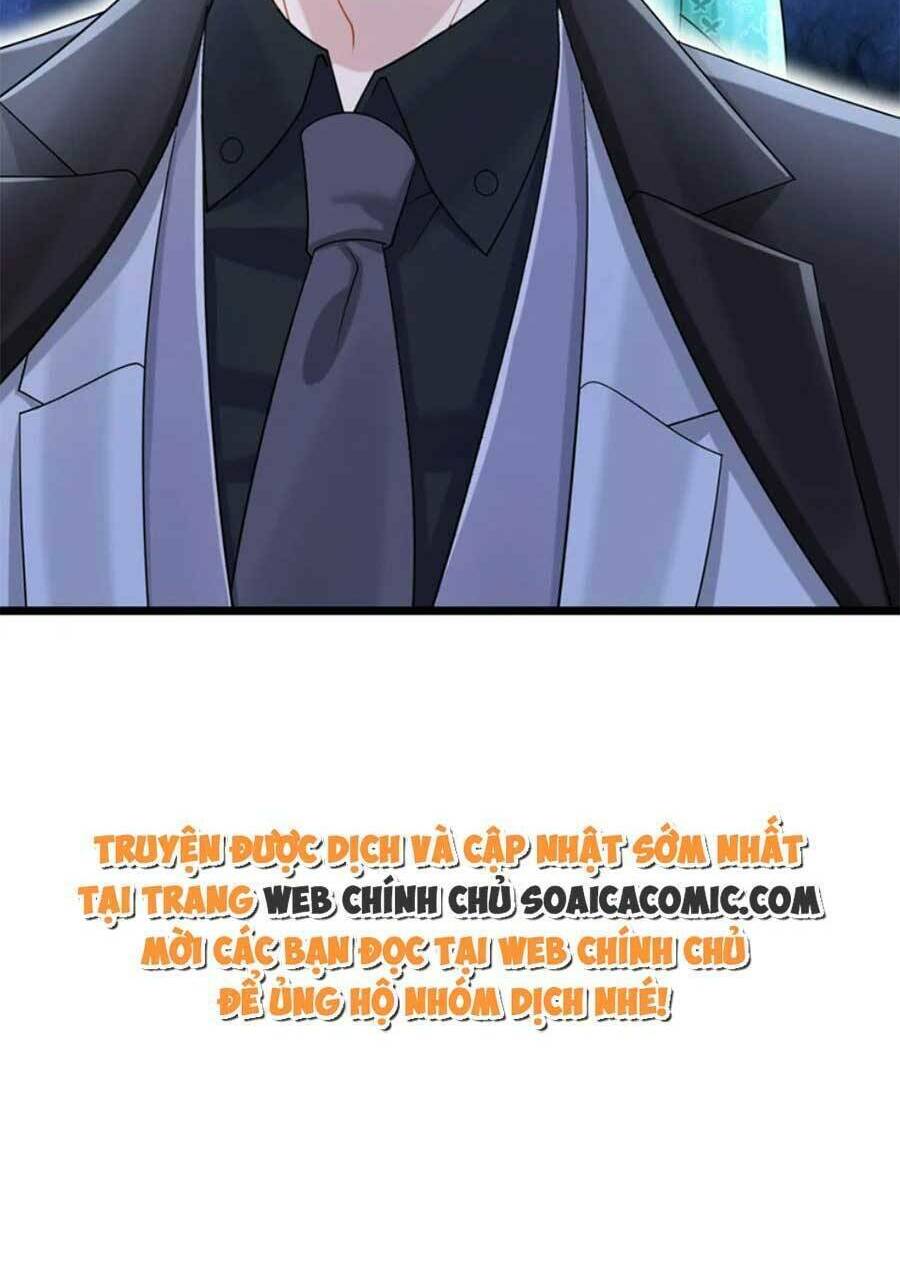 TRUYỆN ĐƯỢC DỊCH VÀ CẬP NHẬT SỚM NHẤT
TẠI TRANG WEB CHÍNH CHỦ SOAICACOMIC.COM
MỜI CÁC BẠN ĐỌC TẠI WEB CHÍNH CHỦ
ĐỂ ỦNG HỘ NHÓM DỊCH NHÉ!